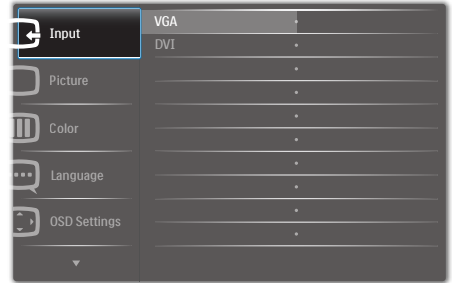 Input
Picture
Color
Language
OSD Settings
VGA
DVI